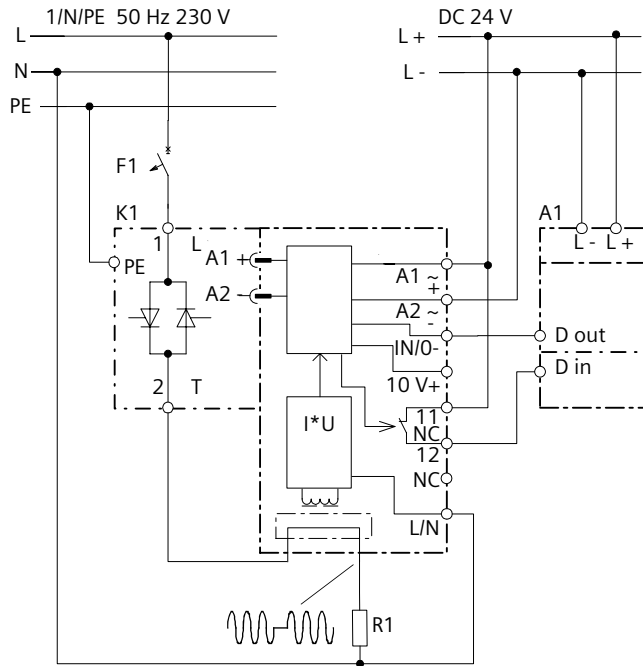 1/N/PE 50 Hz 230 V
DC 24 V
L
L +
N
L -
PE
F1
K1
A1
1
L
L - L +
PE
A1 +
A1 ~
+
A2 -
A2 ~
-
IN/0-
D out
10 V+
D in
2
T
11
I*U
NC
12
NC
L/N
R1